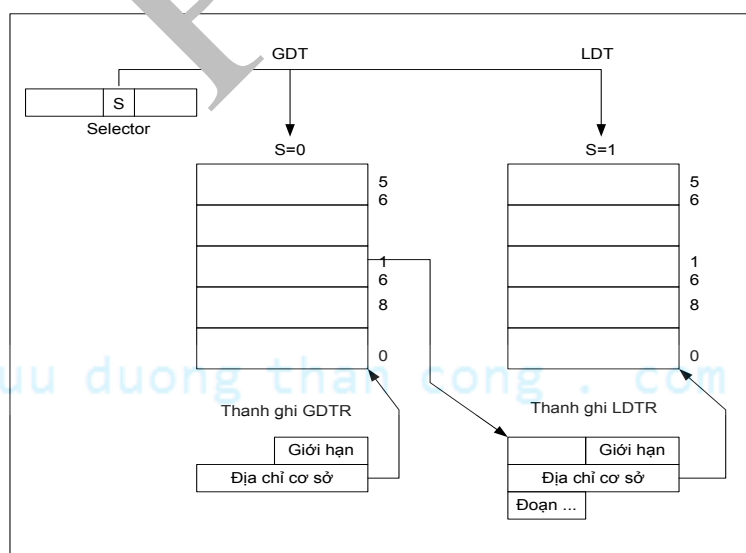 GDT LDT
S
Selector
S=0 S=1
5 5
6 6
1 1
6 6
8 8
0 0
uu duong than cong . com
Thanh ghi GDTR Thanh ghi LDTR
Giới hạn Giới hạn
Địa chỉ cơ sở Địa chỉ cơ sở
Đoạn ...